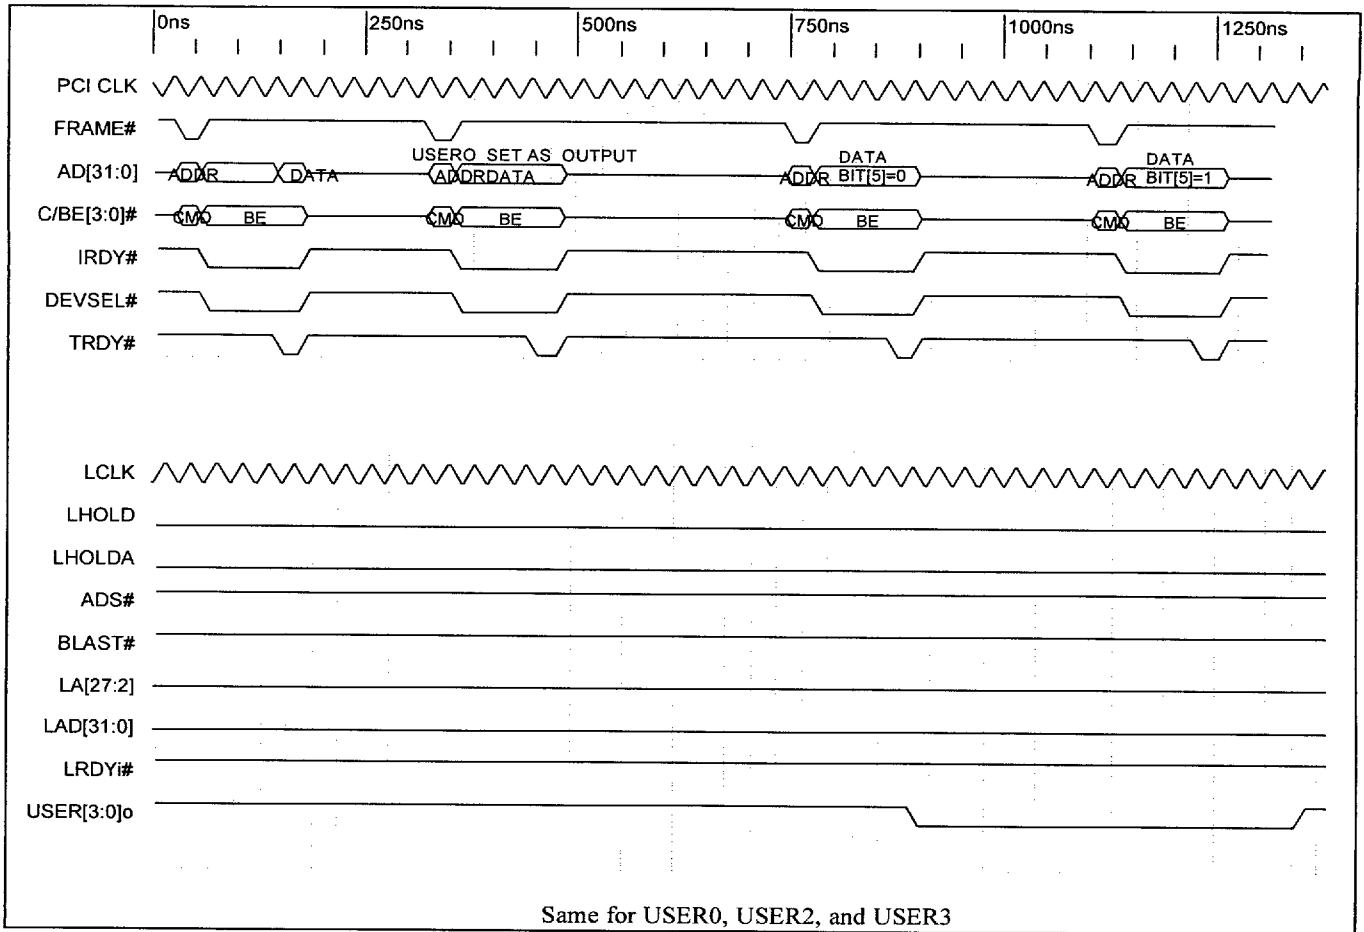 0ns 250ns 500ns 750ns 1000ns 1250ns
PCI CLK
FRAME#
USERO SET AS OUTPUT DATA DATA
AD[31:0] ADDR DATA ADDRDATA ADDR BIT[5]=0 ADDR BIT[5]=1
C/BE[3:0]# CMD BE CMD BE CMD BE CMD BE
IRDY#
DEVSEL#
TRDY#
LCLK
LHOLD
LHOLDA
ADS#
BLAST#
LA[27:2]
LAD[31:0]
LRDYi#
USER[3:0]o
Same for USER0, USER2, and USER3